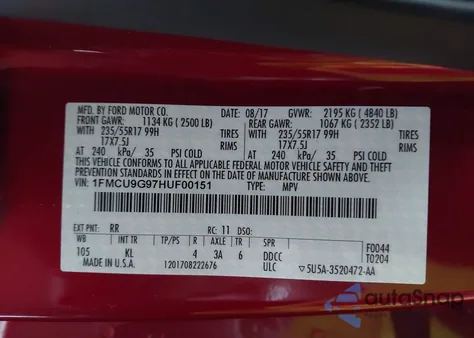 MFD. BY FORD MOTOR CO.
DATE: 08/17 GVWR: 2195 KG ( 4840 LB)
FRONT GAWR: 1134 KG ( 2500 LB) REAR GAWR: 1067 KG ( 2352 LB)
WITH 235/55R17 99H TIRES WITH 235/55R17 99H TIRES
17X7.5J RIMS 17X7.5J RIMS
AT 240 kPa/ 35 PSI COLD AT 240 kPa/ 35 PSI COLD
THIS VEHICLE CONFORMS TO ALL APPLICABLE FEDERAL MOTOR VEHICLE SAFETY AND THEFT
PREVENTION STANDARDS IN EFFECT ON THE DATE OF MANUFACTURE SHOWN ABOVE.
VIN: 1FMCU9G97HUF00151 TYPE: MPV
EXT PNT: RR RC: 11 DSO: F0044
WB INT TR TP/PS R AXLE TR SPR T0204
105 KL 4 3A 6 DDCC
MADE IN U.S.A. 1201708222676 ULC 5U5A-3520472-AA
autoSnap